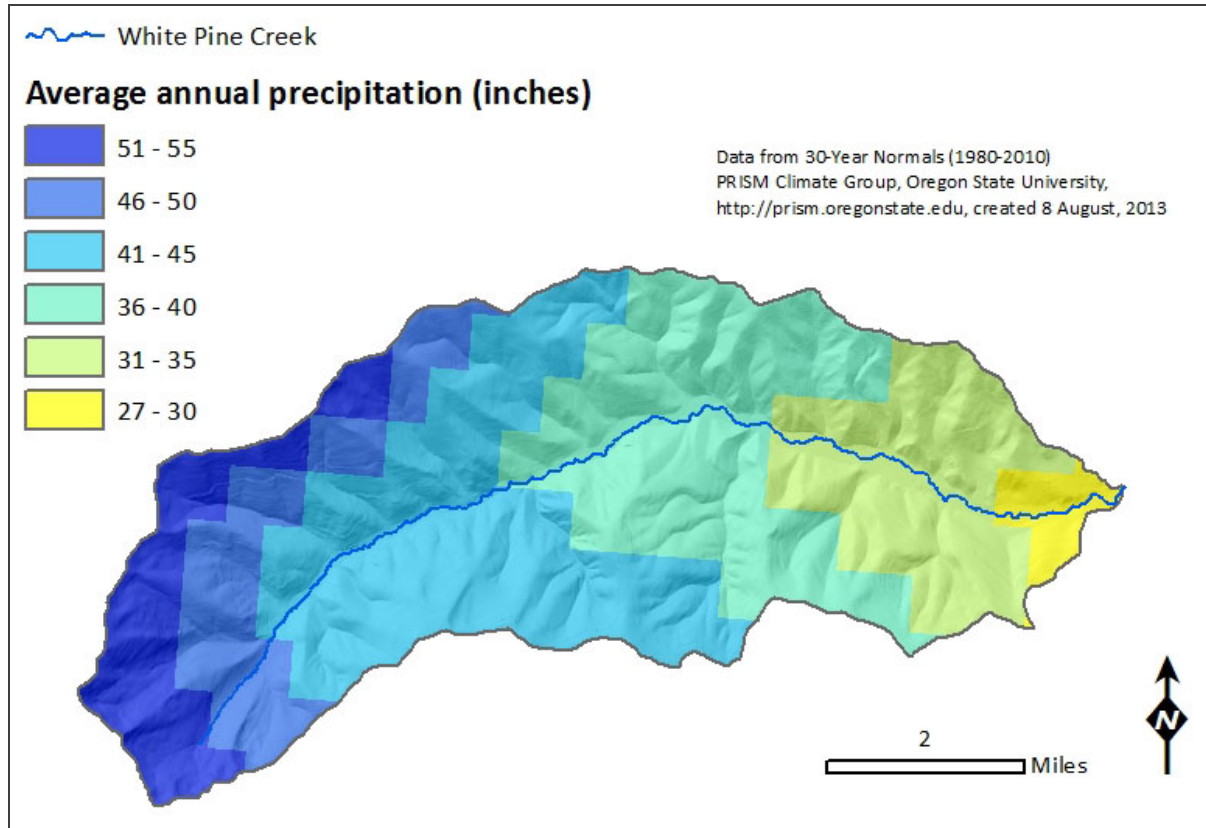 White Pine Creek
Average annual precipitation (inches)
51 - 55
46 - 50
41 - 45
36 - 40
31 - 35
27 - 30
Data from 30-Year Normals (1980-2010)
PRISM Climate Group, Oregon State University,
http://prism.oregonstate.edu, created 8 August, 2013
2
Miles
N